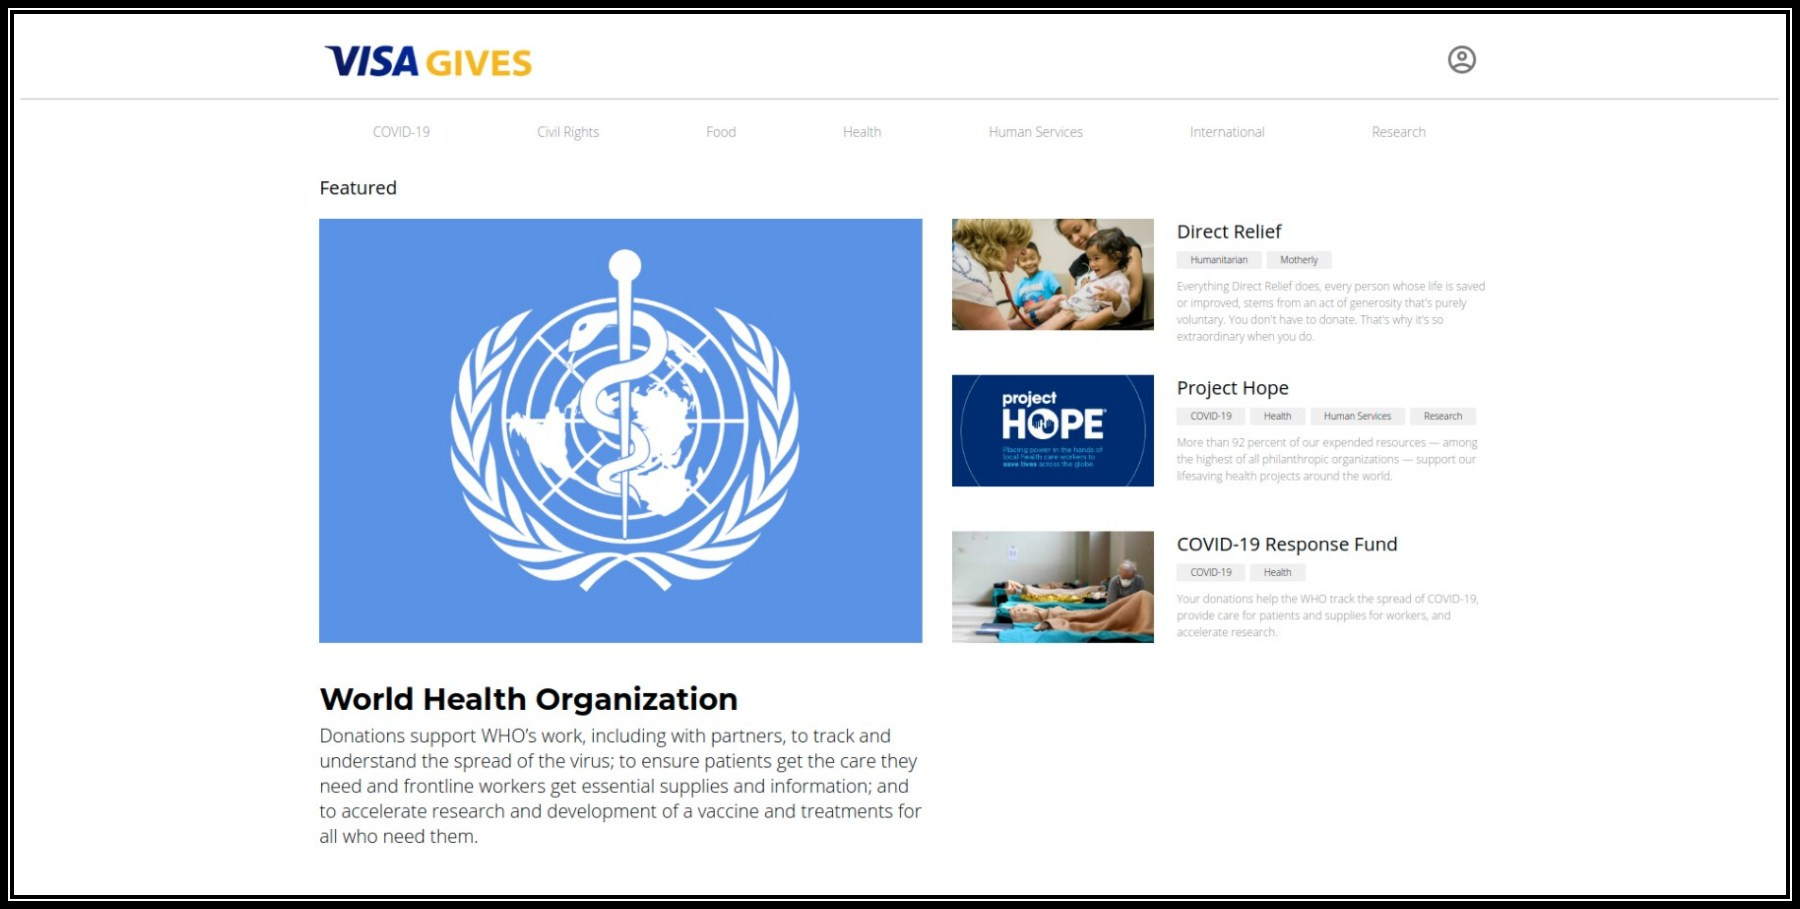 VISA GIVES
COVID-19 Civil Rights Food Health Human Services International Research
Featured
World Health Organization
Donations support WHO’s work, including with partners, to track and
understand the spread of the virus; to ensure patients get the care they
need and frontline workers get essential supplies and information; and
to accelerate research and development of a vaccine and treatments for
all who need them.
Direct Relief
Humanitarian Motherly
Everything Direct Relief does, every person whose life is saved
or improved, stems from an act of generosity that's purely
voluntary. You don't have to donate. That's why it's so
extraordinary when you do.
project
HOPE
Placing power in the hands of
local health care workers to
save lives across the globe.
Project Hope
COVID-19 Health Human Services Research
More than 92 percent of our expended resources — among
the highest of all philanthropic organizations — support our
lifesaving health projects around the world.
COVID-19 Response Fund
COVID-19 Health
Your donations help the WHO track the spread of COVID-19,
provide care for patients and supplies for workers, and
accelerate research.